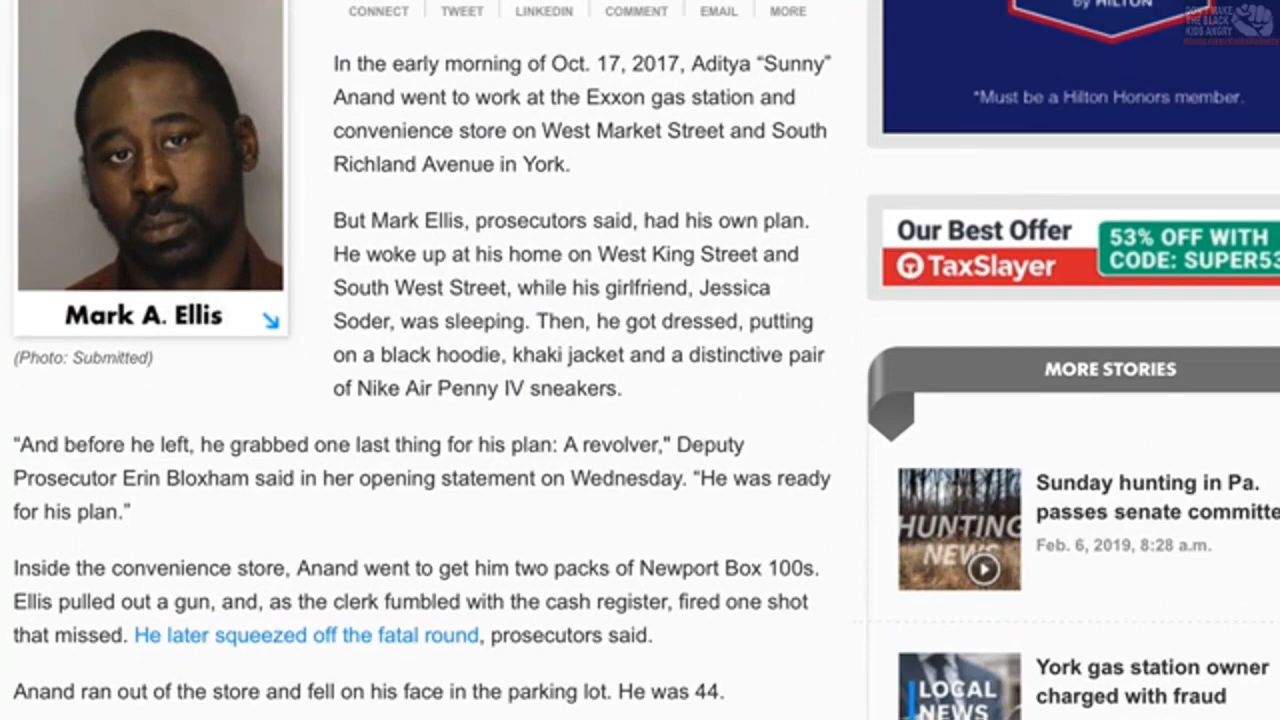 CONNECT TWEET LINKEDIN COMMENT EMAIL MORE
In the early morning of Oct. 17, 2017, Aditya “Sunny”
Anand went to work at the Exxon gas station and
convenience store on West Market Street and South
Richland Avenue in York.
But Mark Ellis, prosecutors said, had his own plan.
He woke up at his home on West King Street and
South West Street, while his girlfriend, Jessica
Soder, was sleeping. Then, he got dressed, putting
on a black hoodie, khaki jacket and a distinctive pair
of Nike Air Penny IV sneakers.
Mark A. Ellis
(Photo: Submitted)
“And before he left, he grabbed one last thing for his plan: A revolver," Deputy
Prosecutor Erin Bloxham said in her opening statement on Wednesday. “He was ready
for his plan.”
Inside the convenience store, Anand went to get him two packs of Newport Box 100s.
Ellis pulled out a gun, and, as the clerk fumbled with the cash register, fired one shot
that missed. He later squeezed off the fatal round, prosecutors said.
Anand ran out of the store and fell on his face in the parking lot. He was 44.
by HILTON
DON'T MAKE
THE BLACK
KIDS ANGRY
*Must be a Hilton Honors member.
Our Best Offer
TaxSlayer
53% OFF WITH
CODE: SUPER53
MORE STORIES
HUNTING
NEWS
Sunday hunting in Pa.
passes senate committe
Feb. 6, 2019, 8:28 a.m.
LOCAL
NEWS
York gas station owner
charged with fraud